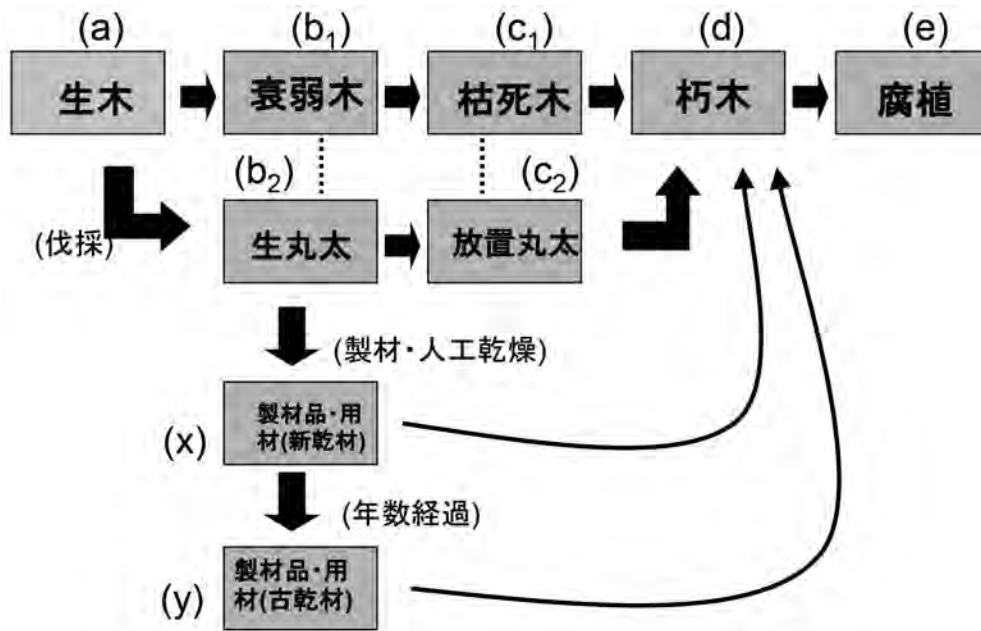 (a)
(b1)
(c1)
(d)
(e)
生木
衰弱木
枯死木
朽木
腐植
(b2)
(c2)
(伐採)
生丸太
放置丸太
(製材・人工乾燥)
(x)
製材品・用
材(新乾材)
(年数経過)
(y)
製材品・用
材(古乾材)